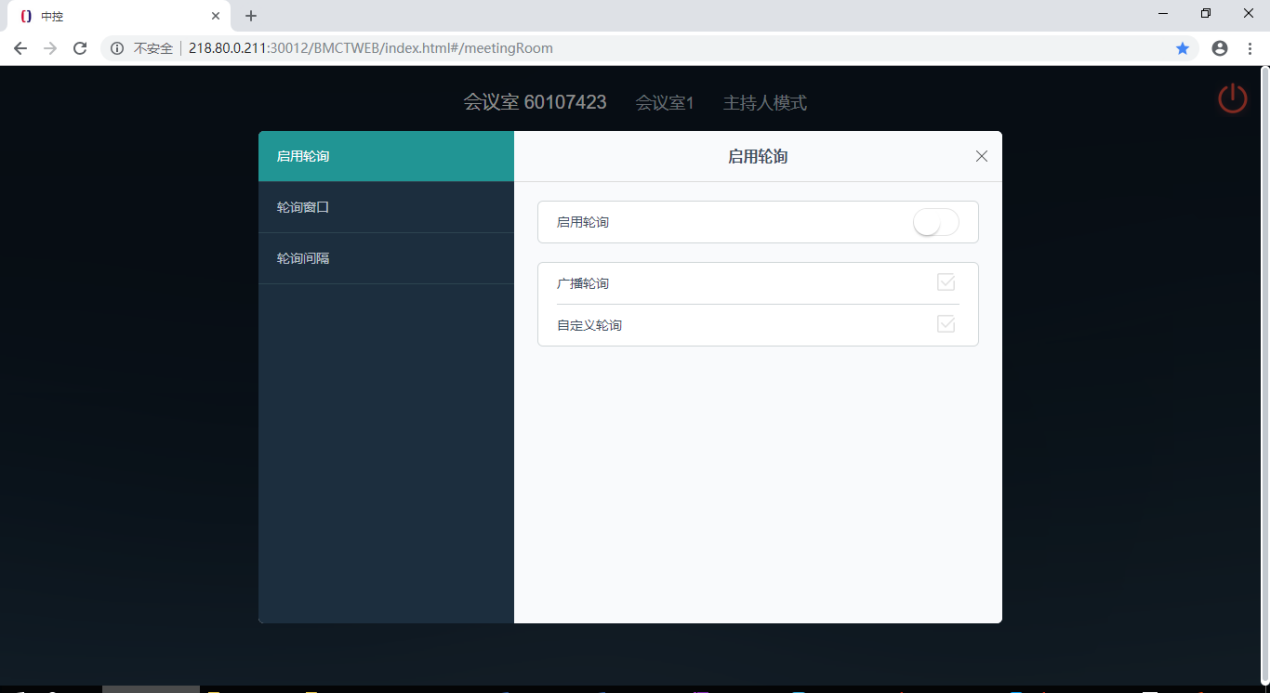 中控
不安全 218.80.0.211:30012/BMCTWEB/index.html#/meetingRoom
会议室 60107423 会议室1 主持人模式
启用轮询
轮询窗口
轮询间隔
启用轮询
启用轮询
广播轮询
自定义轮询